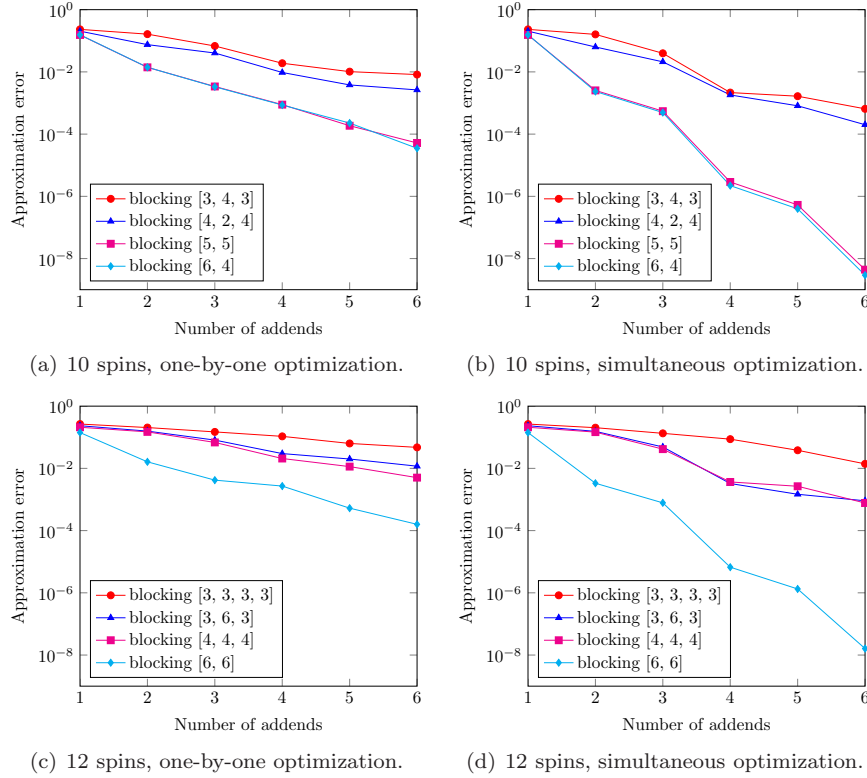 10^0
10^−2
10^−4
10^−6
10^−8
Approximation error
blocking [3, 4, 3]
blocking [4, 2, 4]
blocking [5, 5]
blocking [6, 4]
1 2 3 4 5 6
Number of addends
(a) 10 spins, one-by-one optimization.
10^0
10^−2
10^−4
10^−6
10^−8
Approximation error
blocking [3, 4, 3]
blocking [4, 2, 4]
blocking [5, 5]
blocking [6, 4]
1 2 3 4 5 6
Number of addends
(b) 10 spins, simultaneous optimization.
10^0
10^−2
10^−4
10^−6
10^−8
Approximation error
blocking [3, 3, 3, 3]
blocking [3, 6, 3]
blocking [4, 4, 4]
blocking [6, 6]
1 2 3 4 5 6
Number of addends
(c) 12 spins, one-by-one optimization.
10^0
10^−2
10^−4
10^−6
10^−8
Approximation error
blocking [3, 3, 3, 3]
blocking [3, 6, 3]
blocking [4, 4, 4]
blocking [6, 6]
1 2 3 4 5 6
Number of addends
(d) 12 spins, simultaneous optimization.